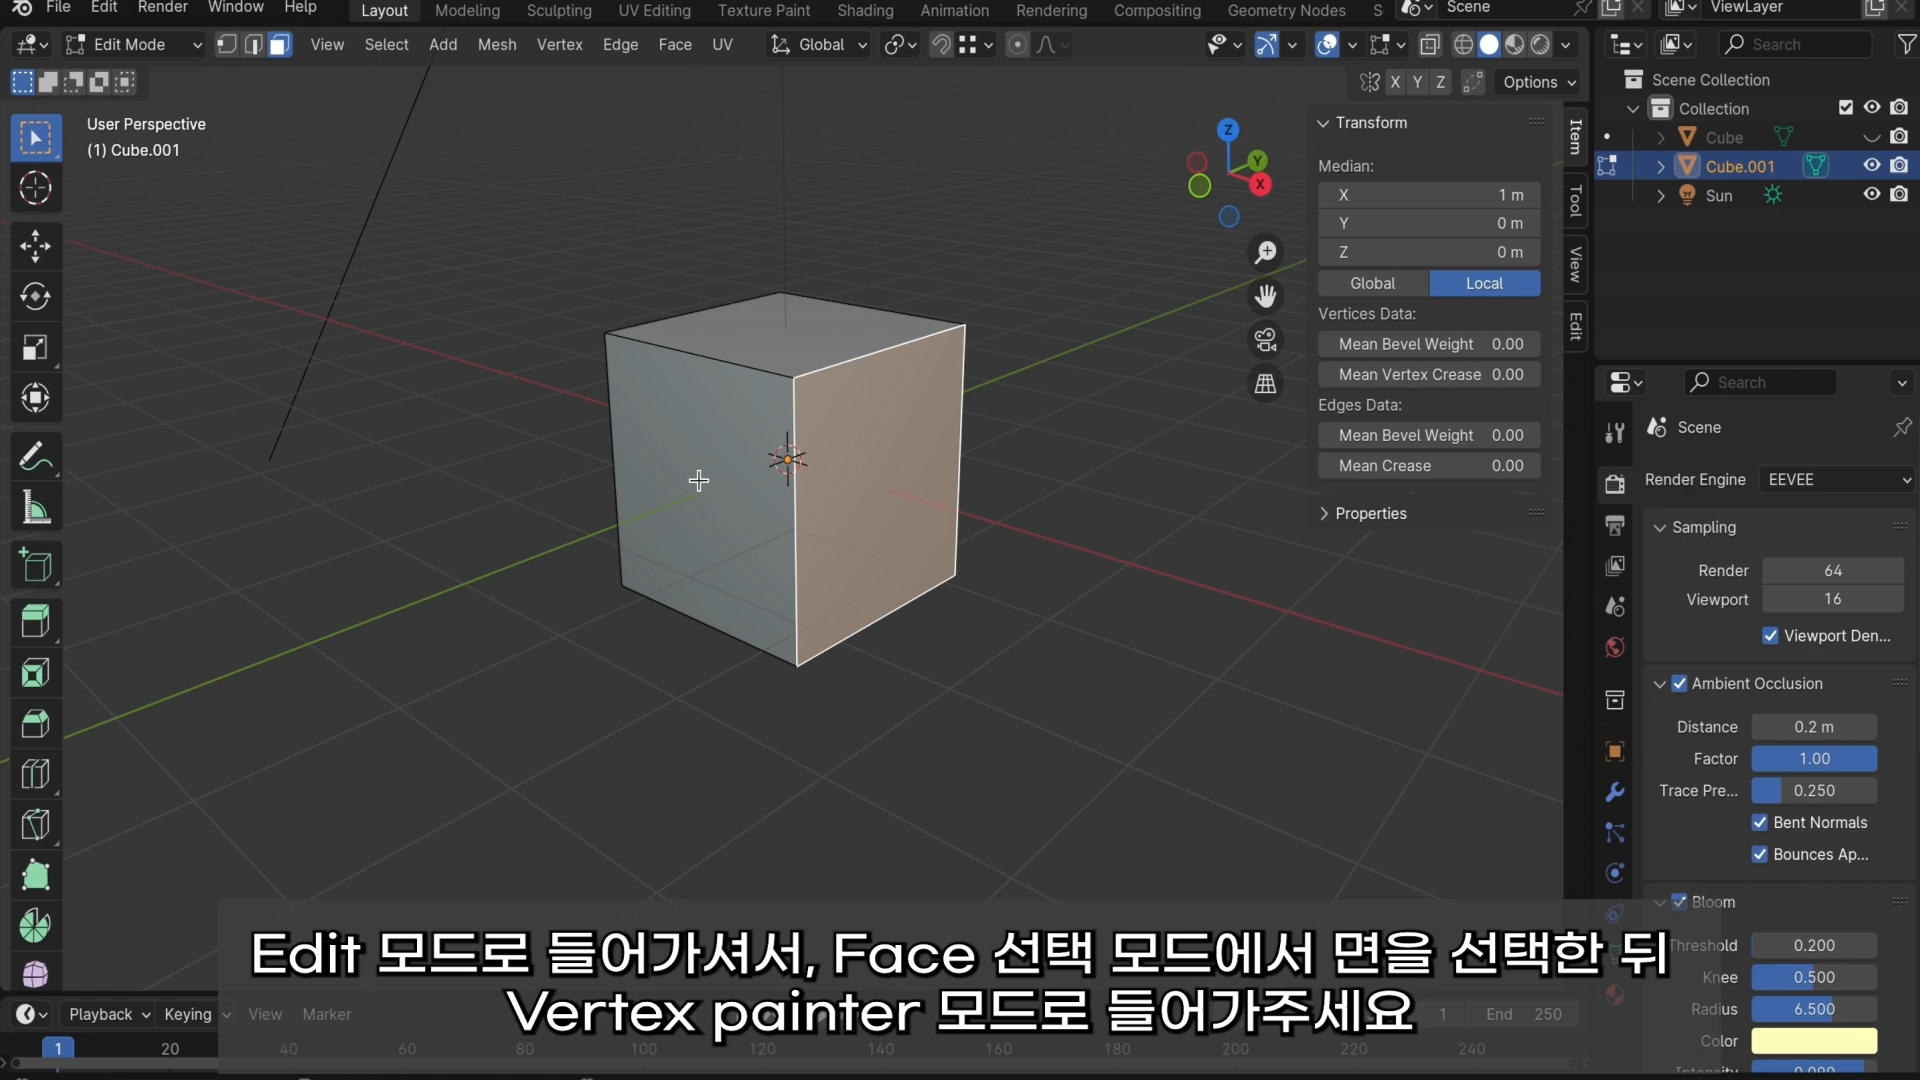 File Edit Render Window Help Layout Modeling Sculpting UV Editing Texture Paint Shading Animation Rendering Compositing Geometry Nodes S Scene ViewLayer
Edit Mode View Select Add Mesh Vertex Edge Face UV Global Search
X Y Z Options
User Perspective
(1) Cube.001
Z
Y
X
Transform
Median:
X 1 m
Y 0 m
Z 0 m
Global Local
Vertices Data:
Mean Bevel Weight 0.00
Mean Vertex Crease 0.00
Edges Data:
Mean Bevel Weight 0.00
Mean Crease 0.00
Properties
Item
Tool
View
Edit
Scene Collection
Collection
Cube
Cube.001
Sun
Search
Scene
Render Engine EEVEE
Sampling
Render 64
Viewport 16
Viewport Den...
Ambient Occlusion
Distance 0.2 m
Factor 1.00
Trace Pre... 0.250
Bent Normals
Bounces Ap...
Bloom
Threshold 0.200
Knee 0.500
Radius 6.500
Color
Edit 모드로 들어가셔서, Face 선택 모드에서 면을 선택한 뒤
Vertex painter 모드로 들어가주세요
Playback Keying View Marker 1 End 250
1 20 40 60 80 100 120 140 160 180 200 220 240